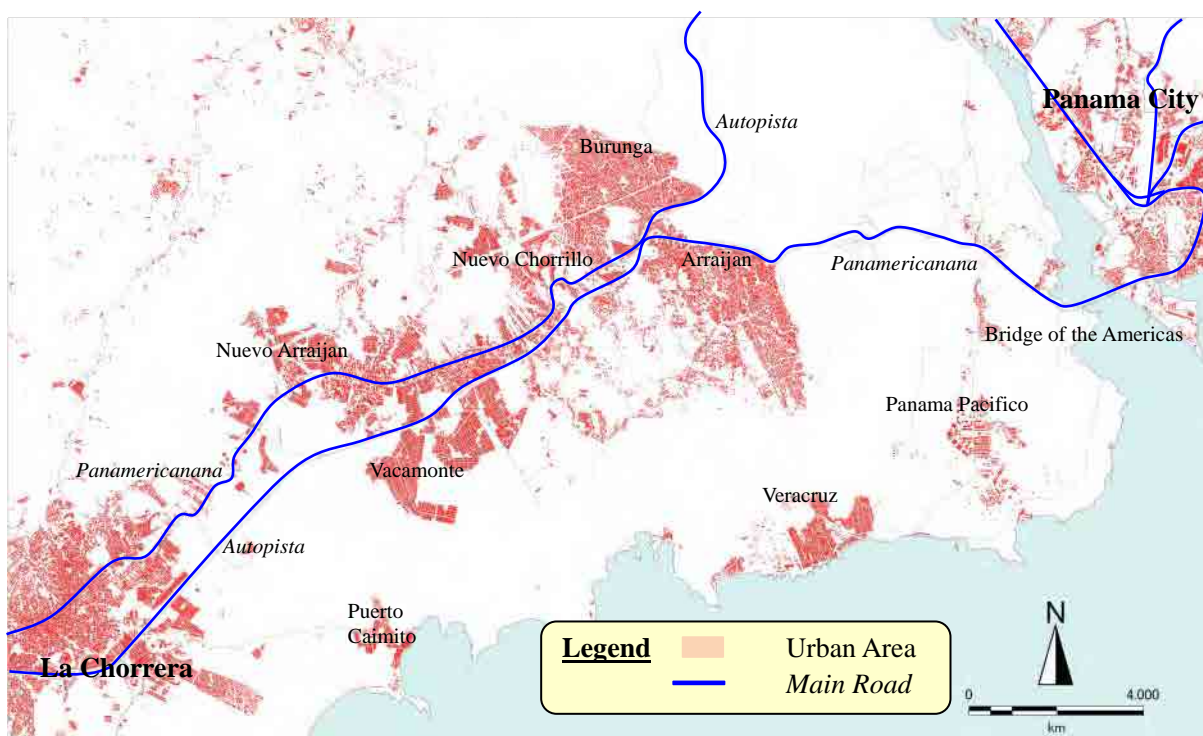 Panama City
Autopista
Burunga
Nuevo Chorrillo
Arraijan
Panamericanana
Bridge of the Americas
Nuevo Arraijan
Panama Pacifico
Panamericanana
Vacamonte
Veracruz
Autopista
Puerto
Caimito
La Chorrera
Legend
Urban Area
Main Road
N
0 4.000
km